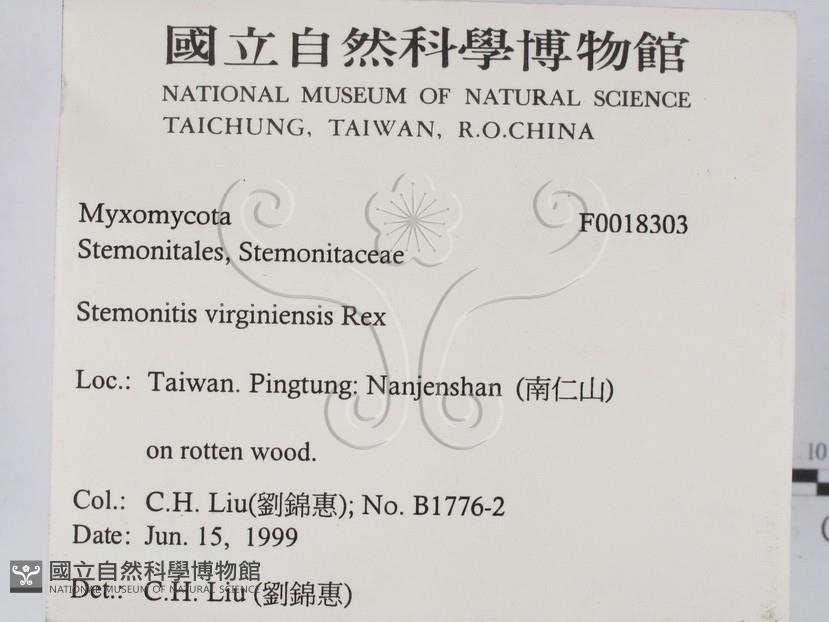 國立自然科學博物館
NATIONAL MUSEUM OF NATURAL SCIENCE
TAICHUNG, TAIWAN, R.O.CHINA
Myxomycota F0018303
Stemonitales, Stemonitaceae
Stemonitis virginiensis Rex
Loc.: Taiwan. Pingtung: Nanjenshan (南仁山)
on rotten wood.
10
Col.: C.H. Liu(劉錦惠); No. B1776-2
Date: Jun. 15, 1999
國立自然科學博物館
NATIONAL MUSEUM OF NATURAL SCIENCE
Det.: C.H. Liu (劉錦惠)